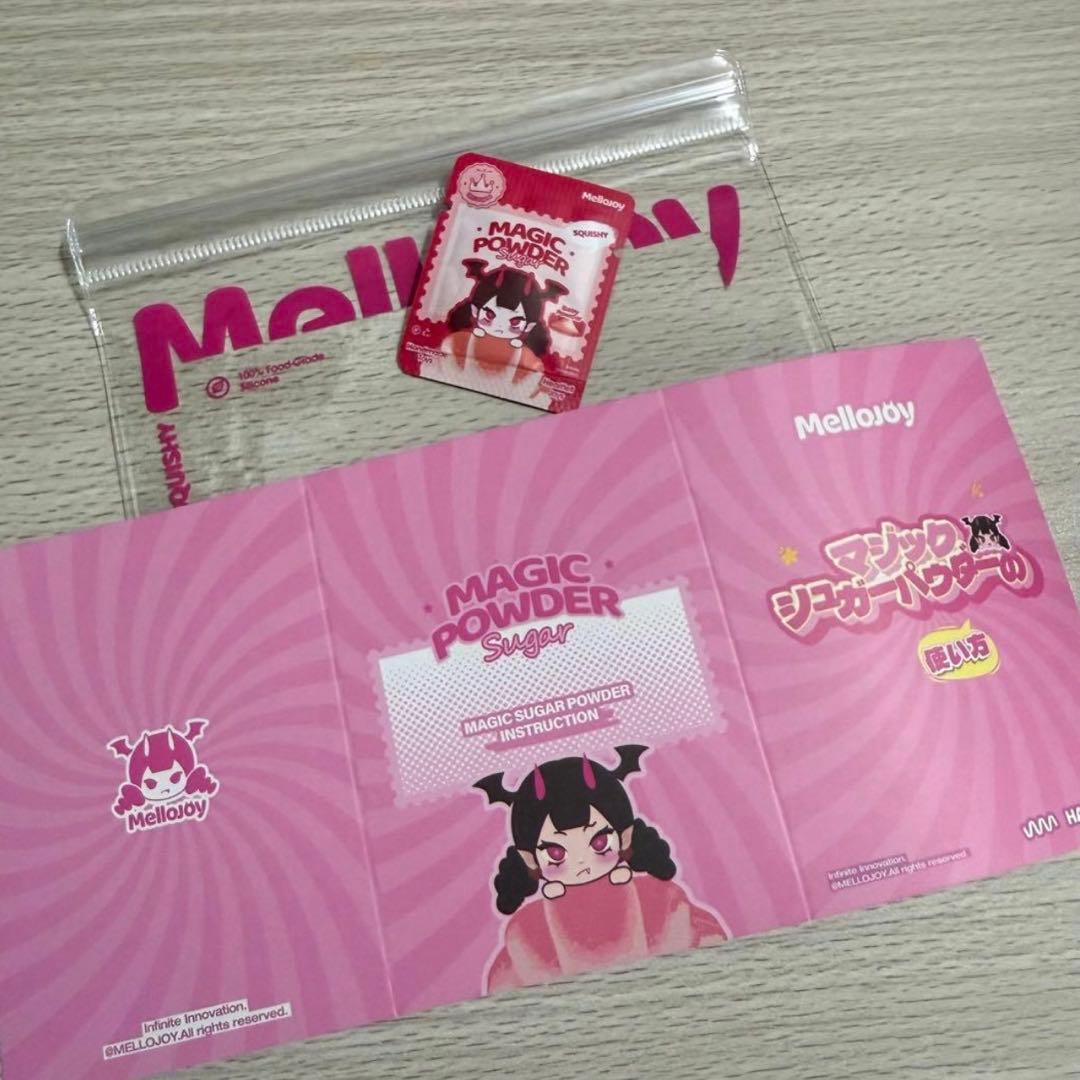 Mellojoy
100% Food-Grade
Silicone
SQUISHY
Mellojoy
SQUISHY
MAGIC
POWDER
Sugar
Handmade
Mellojoy
マジック
シュガーパウダーの
使い方
Infinite Innovation.
©MELLOJOY.All rights reserved
MAGIC
POWDER
Sugar
MAGIC SUGAR POWDER
INSTRUCTION
Mellojoy
Infinite Innovation.
©MELLOJOY.All rights reserved.